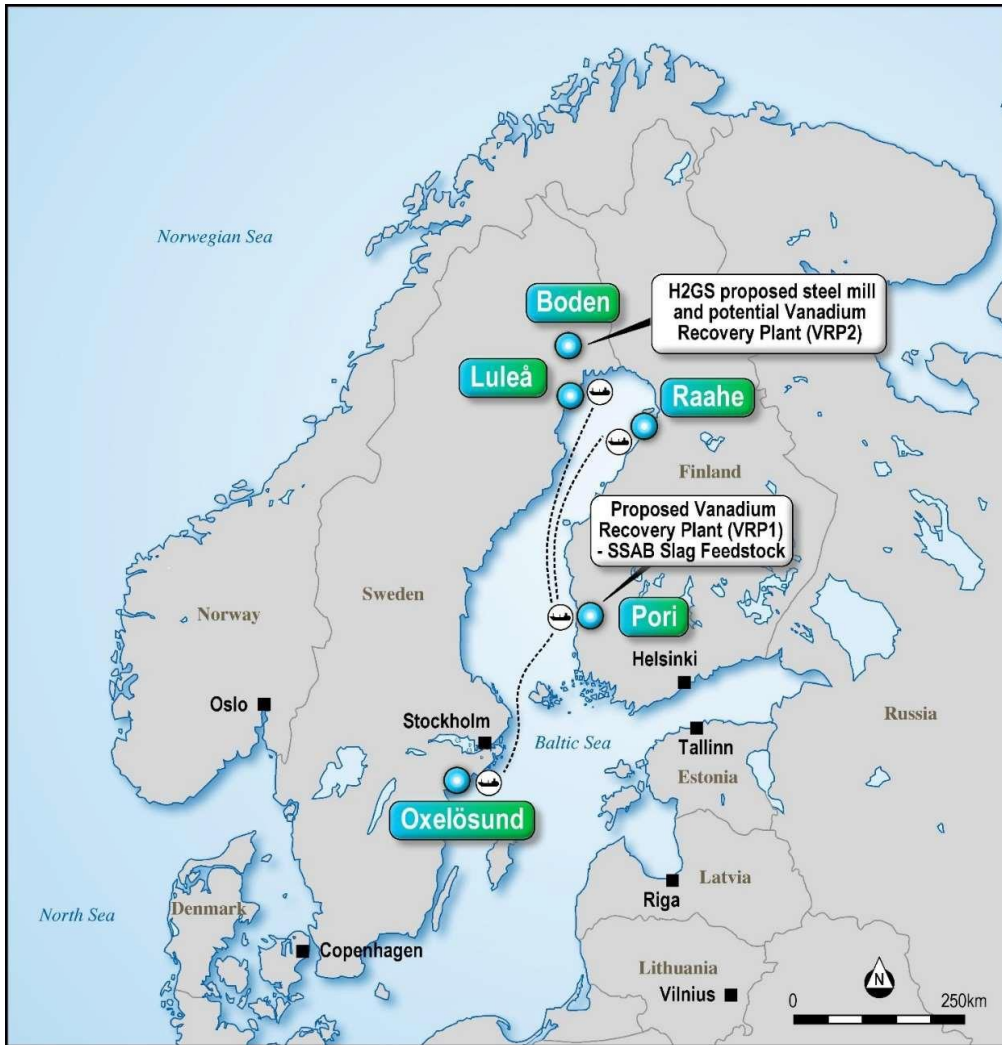 Norwegian Sea
Boden
H2GS proposed steel mill
and potential Vanadium
Recovery Plant (VRP2)
Luleå
Raahe
Finland
Proposed Vanadium
Recovery Plant (VRP1)
- SSAB Slag Feedstock
Sweden
Norway
Pori
Helsinki
Oslo
Stockholm
Baltic Sea
Russia
Tallinn
Estonia
Oxelösund
Latvia
Riga
North Sea
Denmark
Copenhagen
Lithuania
Vilnius
N
0
250km